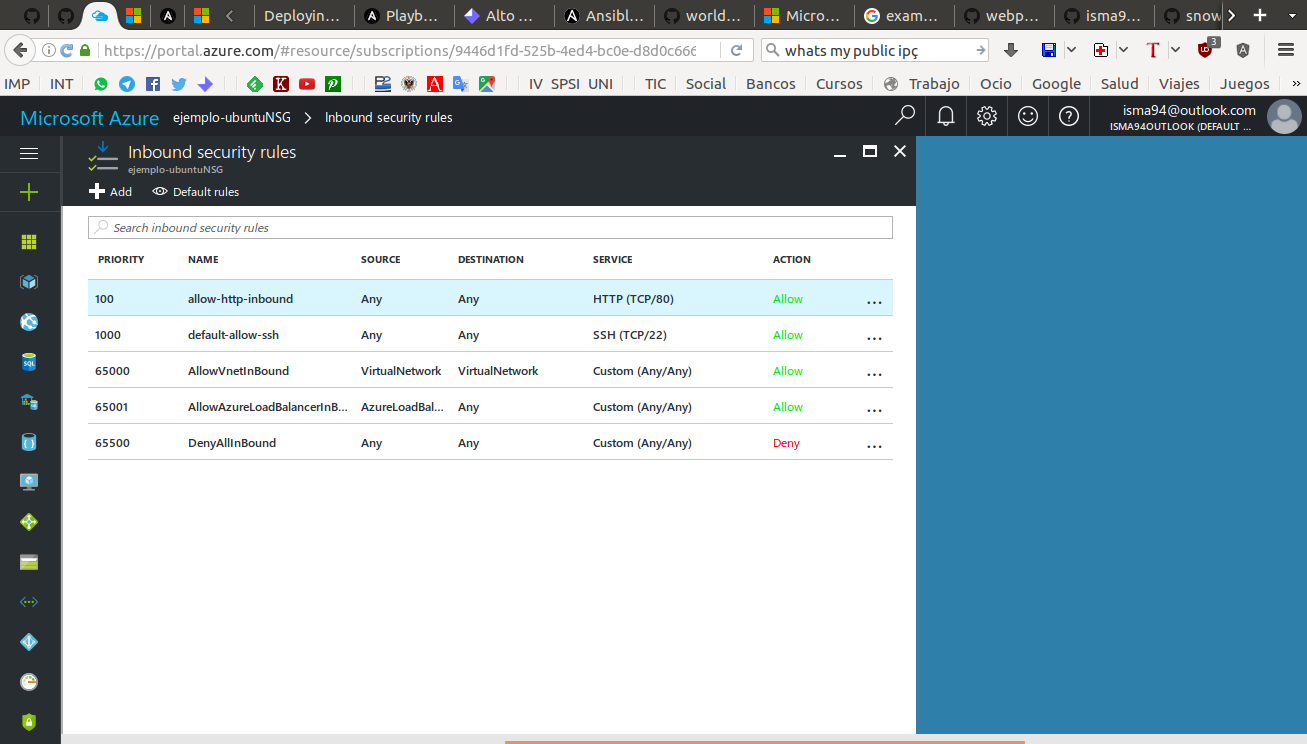 Deployin...
Playb...
Alto ...
Ansibl...
world...
Micro...
exam...
webp...
isma9...
snow
https://portal.azure.com/#resource/subscriptions/9446d1fd-525b-4ed4-bc0e-d8d0c666
whats my public ipç
3
IMP INT IV SPSI UNI TIC Social Bancos Cursos Trabajo Ocio Google Salud Viajes Juegos »
Microsoft Azure ejemplo-ubuntuNSG > Inbound security rules
isma94@outlook.com
ISMA94OUTLOOK (DEFAULT ...
Inbound security rules
ejemplo-ubuntuNSG
Add Default rules
Search inbound security rules
PRIORITY NAME SOURCE DESTINATION SERVICE ACTION
100 allow-http-inbound Any Any HTTP (TCP/80) Allow ...
1000 default-allow-ssh Any Any SSH (TCP/22) Allow ...
65000 AllowVnetInBound VirtualNetwork VirtualNetwork Custom (Any/Any) Allow ...
65001 AllowAzureLoadBalancerInB... AzureLoadBal... Any Custom (Any/Any) Allow ...
65500 DenyAllInBound Any Any Custom (Any/Any) Deny ...
SQL